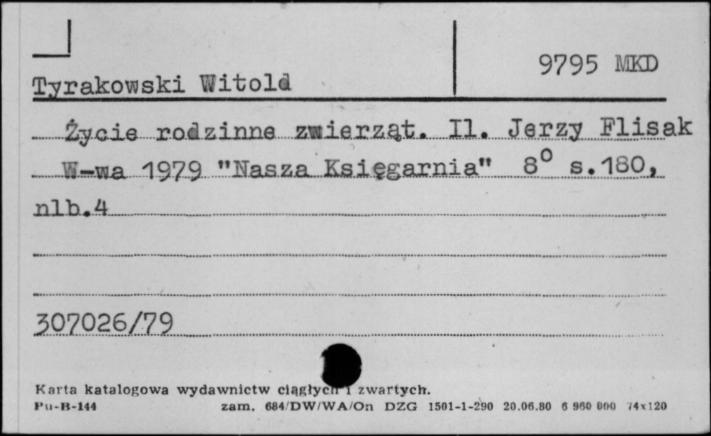 9795 MKD
Tyrakowski Witold
Życie rodzinne zwierząt. Il. Jerzy Flisak
W-wa 1979 "Nasza Księgarnia" 8° s.180,
nlb.4
307026/79
Karta katalogowa wydawnictw ciągłych i zwartych.
Pu-B-144 zam. 684/DW/WA/On DZG 1501-1-290 20.06.80 6 960 000 74x120